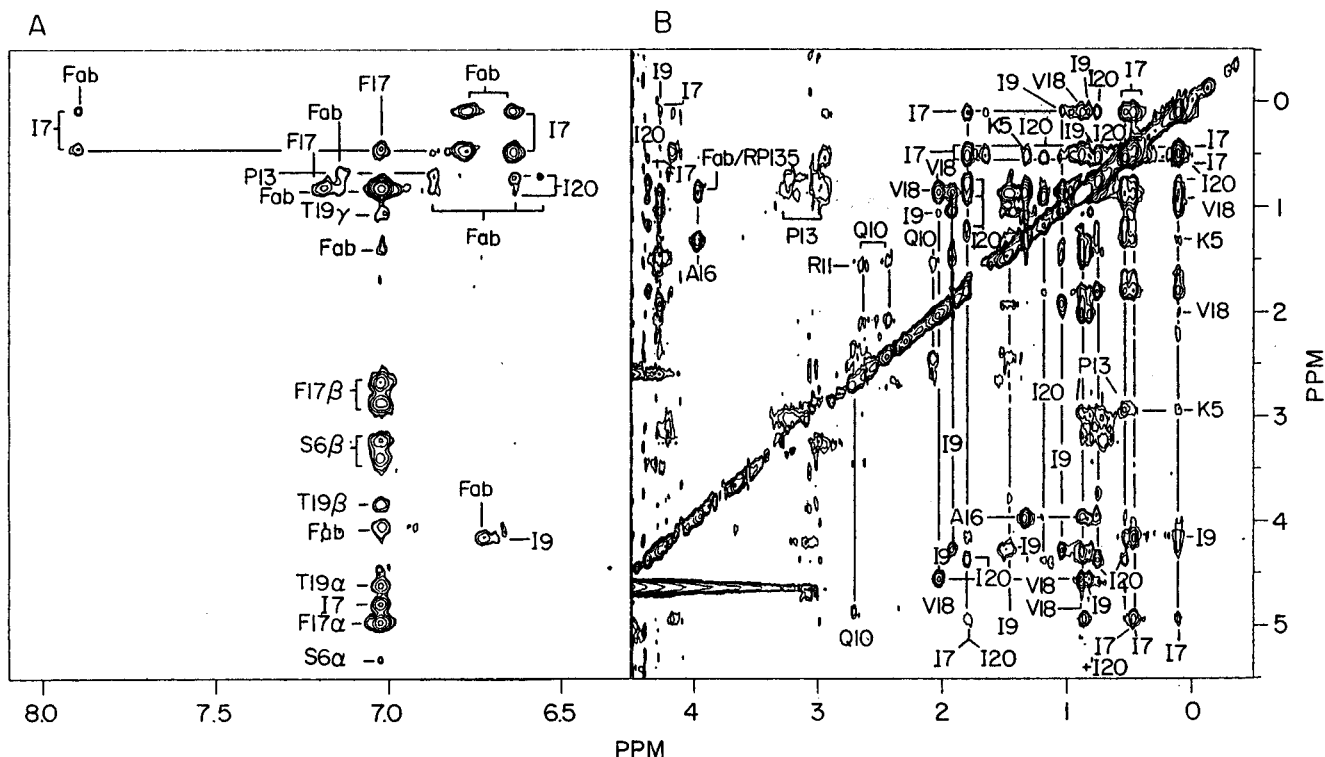 A
B
Fab
F17
Fab
I7
I7
Fab
F17
P13
Fab
I20
T19γ
Fab
Fab
F17β
S6β
T19β
Fab
Fab
I9
T19α
I7
F17α
S6α
8.0
7.5
7.0
6.5
I9
I7
I20
I7
Fab/RP135
P13
A16
Q10
R11
I9
V18
I9
I20
I7
I7
K5
I20
I9
I20
I7
V18
V18
I9
Q10
I20
I7
I7
I20
V18
K5
V18
P13
I20
K5
I9
I9
A16
I9
I9
I9
I20
V18
V18
V18
I20
I9
I9
Q10
I7
I20
I7
I7
+I20
I7
0
1
2
3
4
5
PPM
4
3
2
1
0
PPM